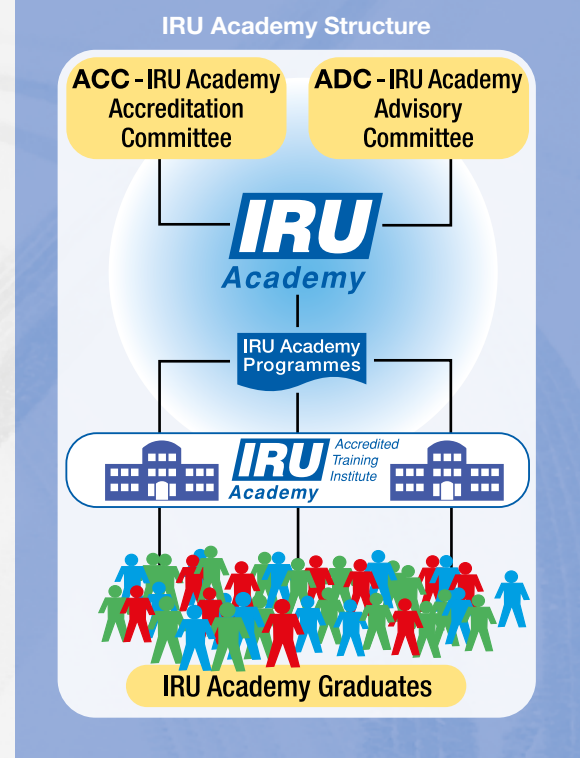 IRU Academy Structure
ACC - IRU Academy
Accreditation
Committee
ADC - IRU Academy
Advisory
Committee
IRU
Academy
IRU Academy
Programmes
IRU
Academy
Accredited
Training
Institute
IRU Academy Graduates